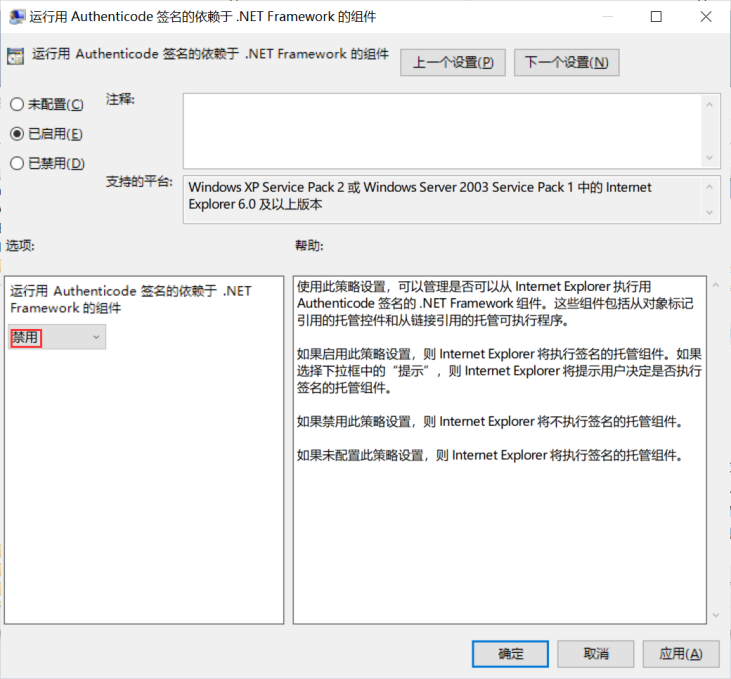 运行用 Authenticode 签名的依赖于 .NET Framework 的组件
运行用 Authenticode 签名的依赖于 .NET Framework 的组件
上一个设置(P)
下一个设置(N)
未配置(C)
已启用(E)
已禁用(D)
注释:
支持的平台:
Windows XP Service Pack 2 或 Windows Server 2003 Service Pack 1 中的 Internet
Explorer 6.0 及以上版本
选项:
帮助:
运行用 Authenticode 签名的依赖于 .NET
Framework 的组件
禁用
使用此策略设置，可以管理是否可以从 Internet Explorer 执行用
Authenticode 签名的 .NET Framework 组件。这些组件包括从对象标记
引用的托管控件和从链接引用的托管可执行程序。
如果启用此策略设置，则 Internet Explorer 将执行签名的托管组件。如果
选择下拉框中的“提示”，则 Internet Explorer 将提示用户决定是否执行
签名的托管组件。
如果禁用此策略设置，则 Internet Explorer 将不执行签名的托管组件。
如果未配置此策略设置，则 Internet Explorer 将执行签名的托管组件。
确定
取消
应用(A)